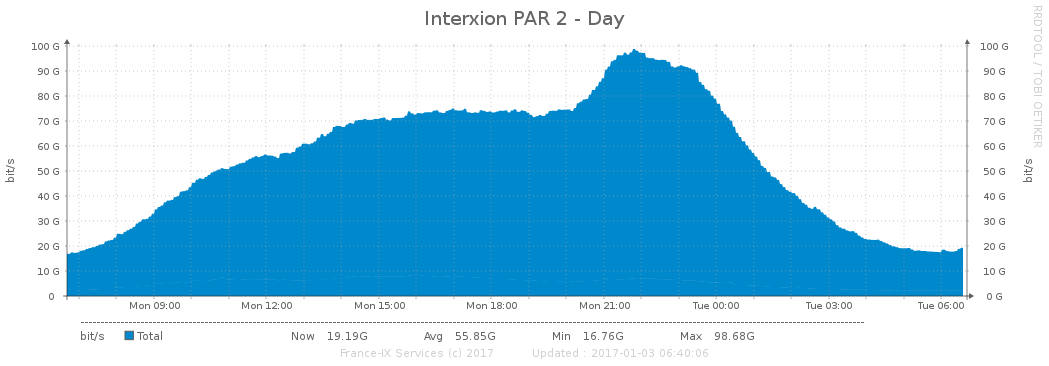 Interxion PAR 2 - Day
RRDTOOL / TOBI OETIKER
bit/s
100 G 100 G
90 G 90 G
80 G 80 G
70 G 70 G
60 G 60 G
50 G 50 G
40 G 40 G
30 G 30 G
20 G 20 G
10 G 10 G
0 0 G
bit/s
Mon 09:00 Mon 12:00 Mon 15:00 Mon 18:00 Mon 21:00 Tue 00:00 Tue 03:00 Tue 06:00
bit/s Total Now 19.19G Avg 55.85G Min 16.76G Max 98.68G
France-IX Services (c) 2017 Updated : 2017-01-03 06:40:06